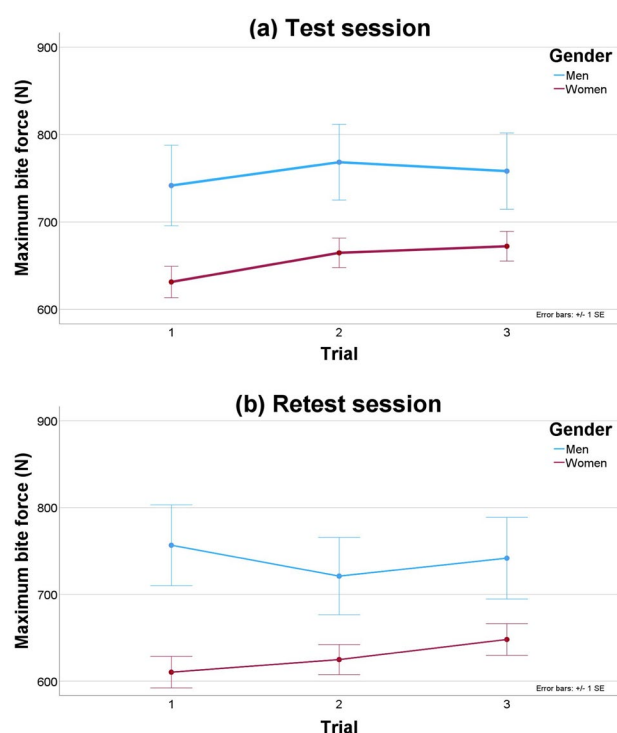 (a) Test session
900
800
700
600
Maximum bite force (N)
Gender
Men
Women
Error bars: +/- 1 SE
1 2 3
Trial
(b) Retest session
900
800
700
600
Maximum bite force (N)
Gender
Men
Women
Error bars: +/- 1 SE
1 2 3
Trial